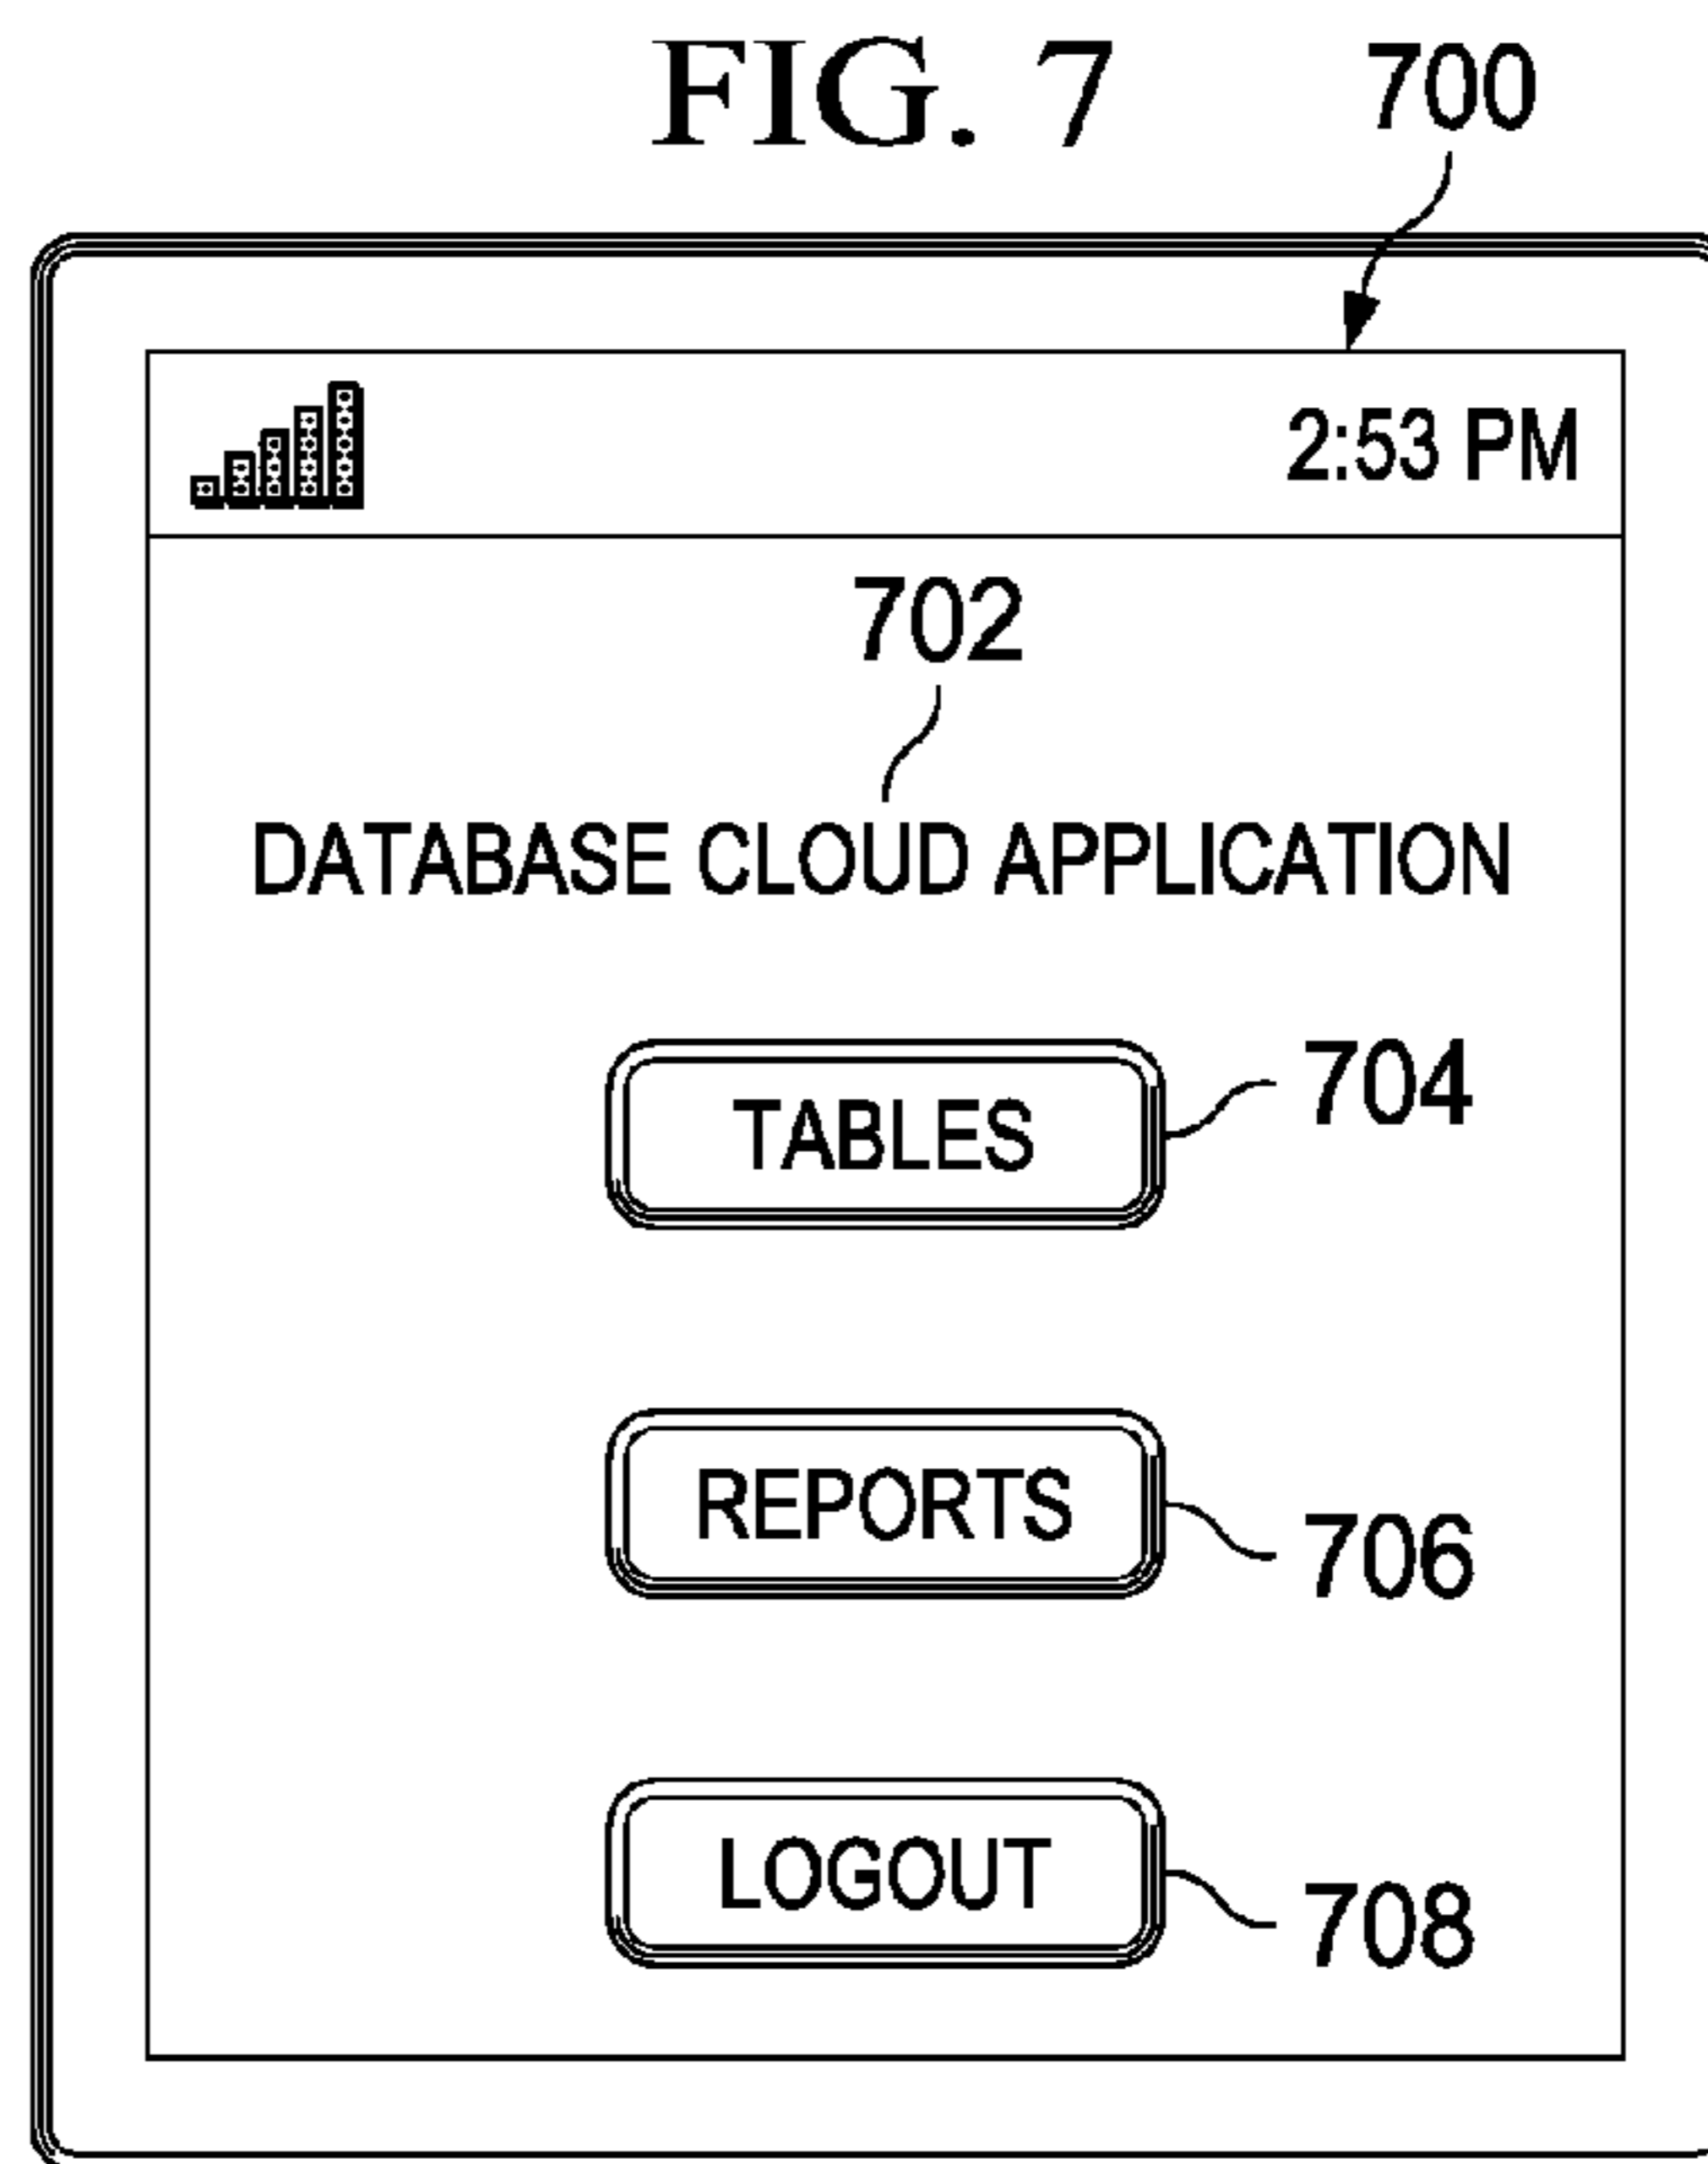 FIG. 7
700
2:53 PM
702
DATABASE CLOUD APPLICATION
TABLES
704
REPORTS
706
LOGOUT
708